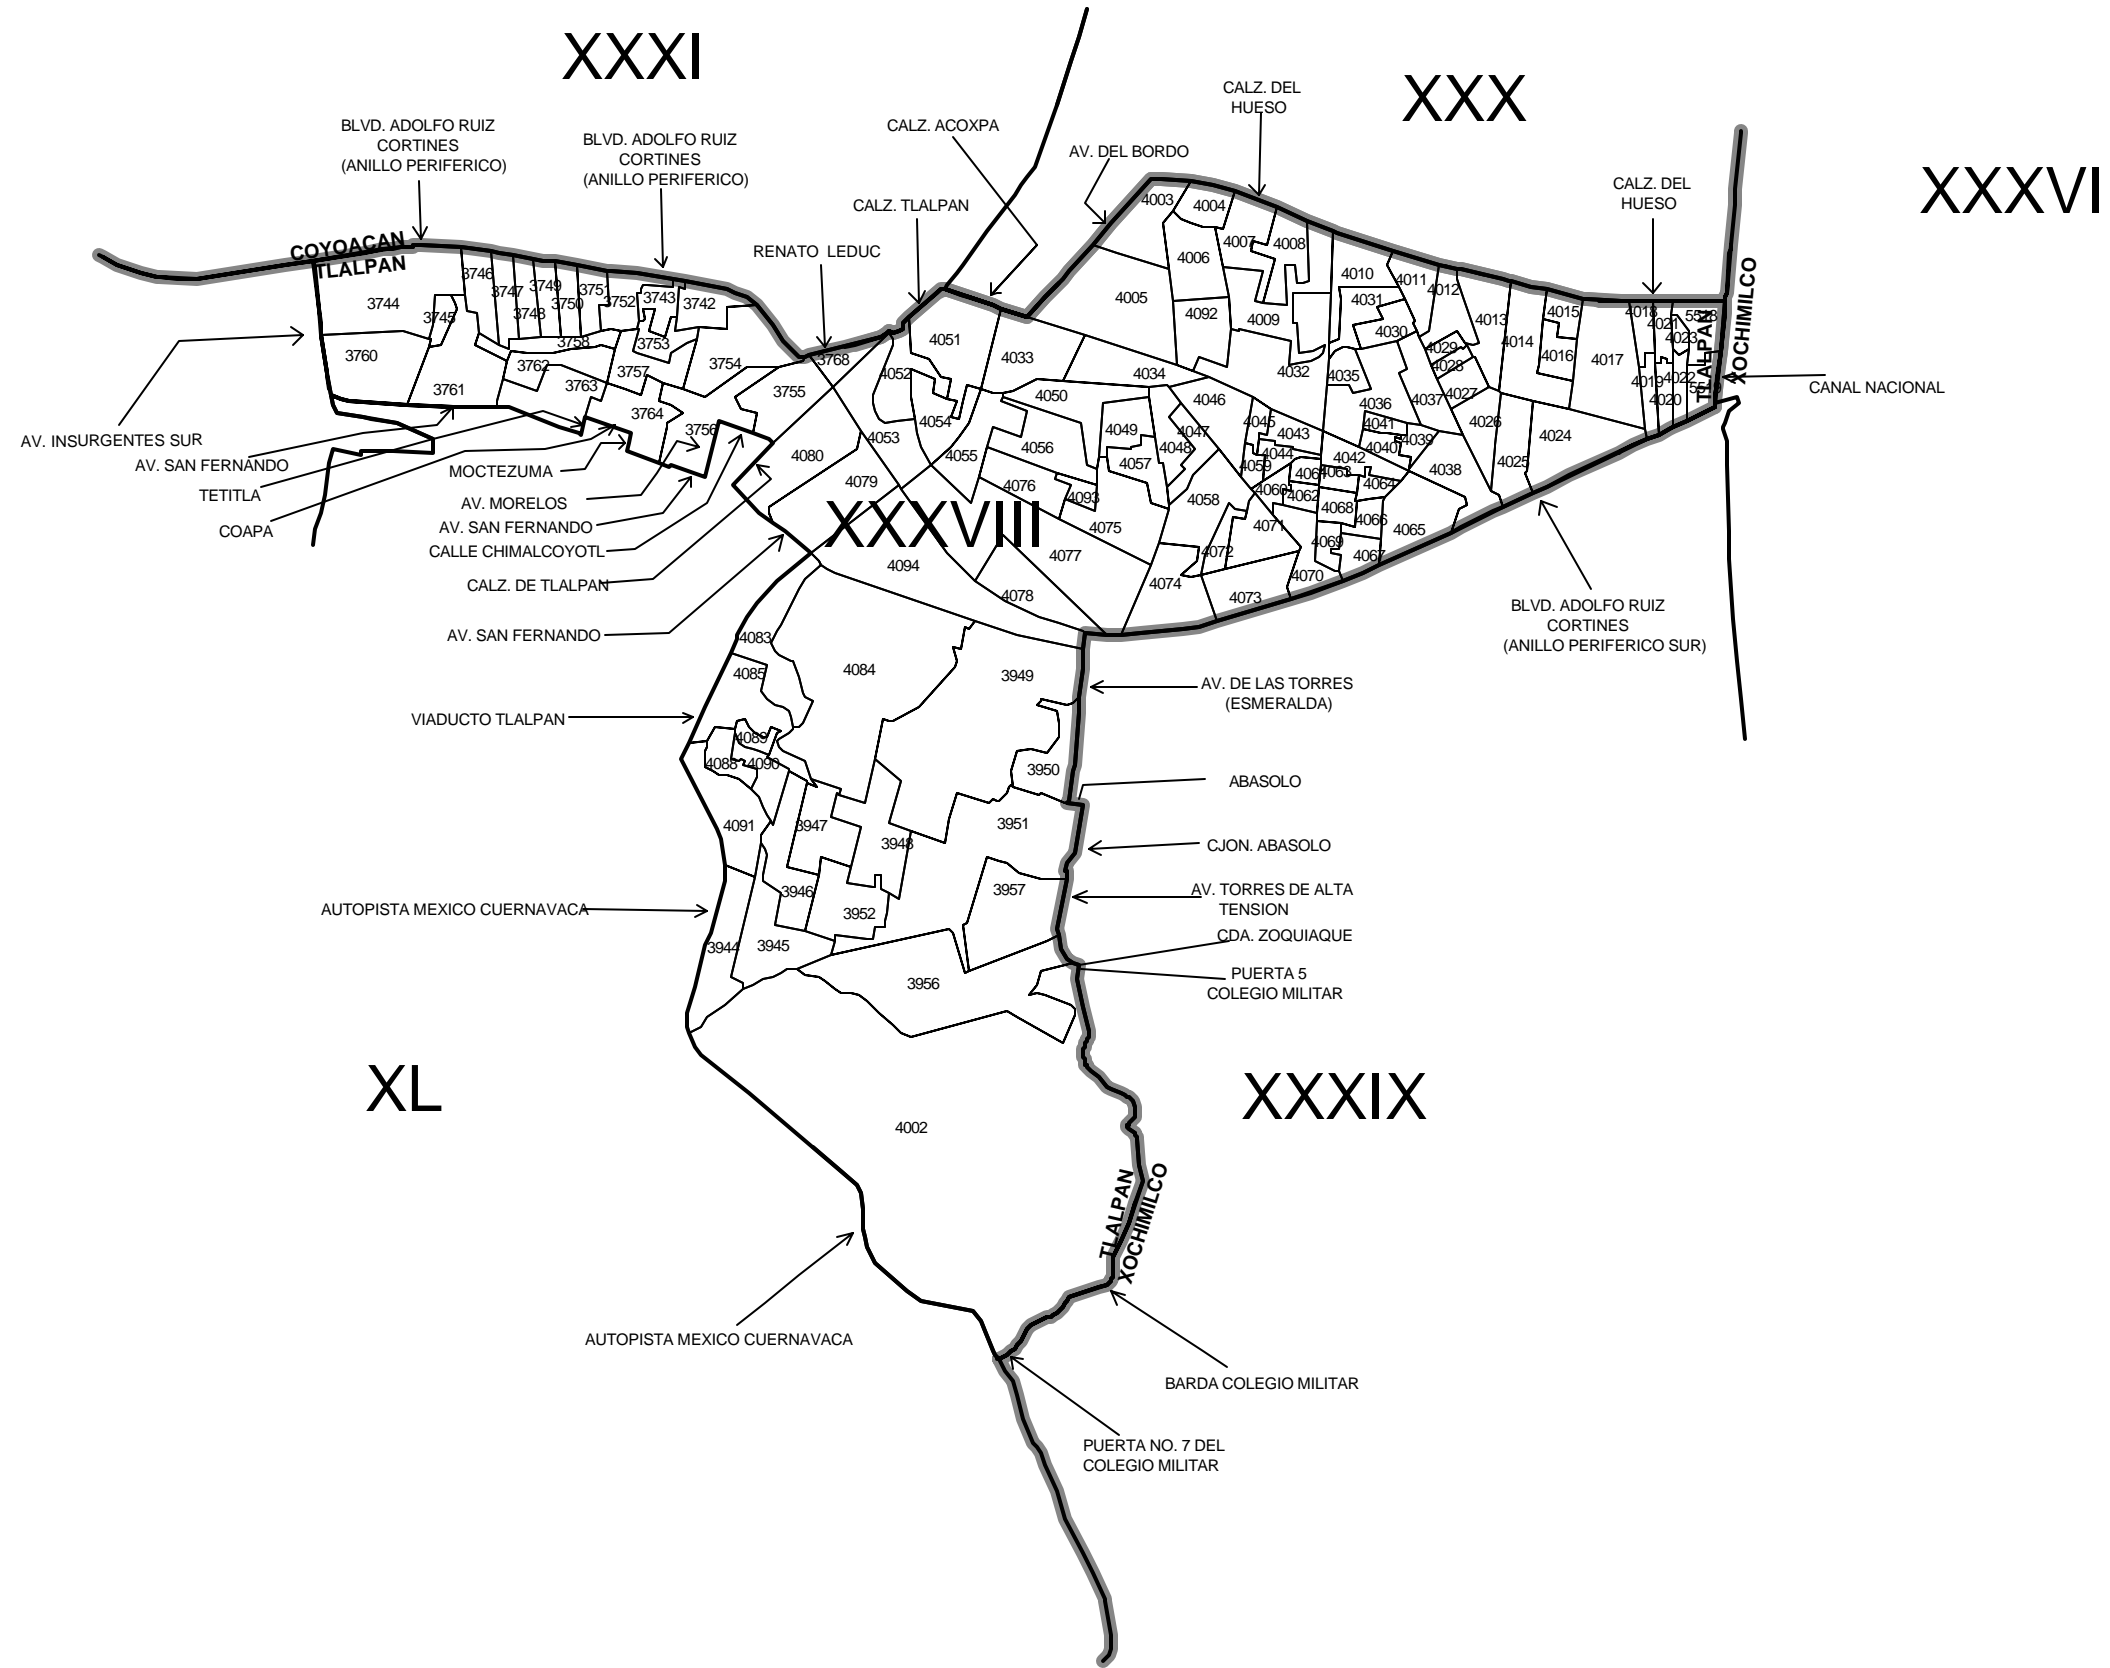 XXXI
XXX
XXXVI
BLVD. ADOLFO RUIZ
CORTINES
(ANILLO PERIFERICO)
BLVD. ADOLFO RUIZ
CORTINES
(ANILLO PERIFERICO)
CALZ. ACOXPA
CALZ. DEL
HUESO
AV. DEL BORDO
CALZ. DEL
HUESO
CALZ. TLALPAN
RENATO LEDUC
COYOACAN
TLALPAN
TLALPAN
XOCHIMILCO
CANAL NACIONAL
3744
3745
3746
3747
3748
3749
3750
3751
3752
3743
3742
3753
3754
3760
3761
3758
3762
3763
3757
3764
3756
3755
3768
4003
4004
4006
4007
4008
4005
4092
4009
4010
4011
4012
4031
4030
4013
4014
4015
4016
4017
4018
4021
5518
4023
4019
4022
4020
5519
4051
4033
4052
4034
4032
4035
4029
4028
4027
4037
4036
4026
4024
4025
4050
4046
4054
4053
4049
4048
4047
4045
4043
4041
4040
4039
4038
4044
4042
4059
4061
4063
4064
4060
4062
4068
4066
4065
4067
4069
4070
4071
4072
4073
4074
4058
4057
4056
4055
4076
4093
4075
4077
4078
4080
4079
4094
XXXVIII
AV. INSURGENTES SUR
AV. SAN FERNANDO
TETITLA
COAPA
MOCTEZUMA
AV. MORELOS
AV. SAN FERNANDO
CALLE CHIMALCOYOTL
CALZ. DE TLALPAN
AV. SAN FERNANDO
BLVD. ADOLFO RUIZ
CORTINES
(ANILLO PERIFERICO SUR)
4083
4084
4085
3949
4089
4088
4090
3950
4091
3947
3948
3951
3946
3952
3957
3944
3945
3956
4002
VIADUCTO TLALPAN
AV. DE LAS TORRES
(ESMERALDA)
ABASOLO
CJON. ABASOLO
AUTOPISTA MEXICO CUERNAVACA
AV. TORRES DE ALTA
TENSION
CDA. ZOQUIAQUE
PUERTA 5
COLEGIO MILITAR
XL
XXXIX
TLALPAN
XOCHIMILCO
AUTOPISTA MEXICO CUERNAVACA
BARDA COLEGIO MILITAR
PUERTA NO. 7 DEL
COLEGIO MILITAR